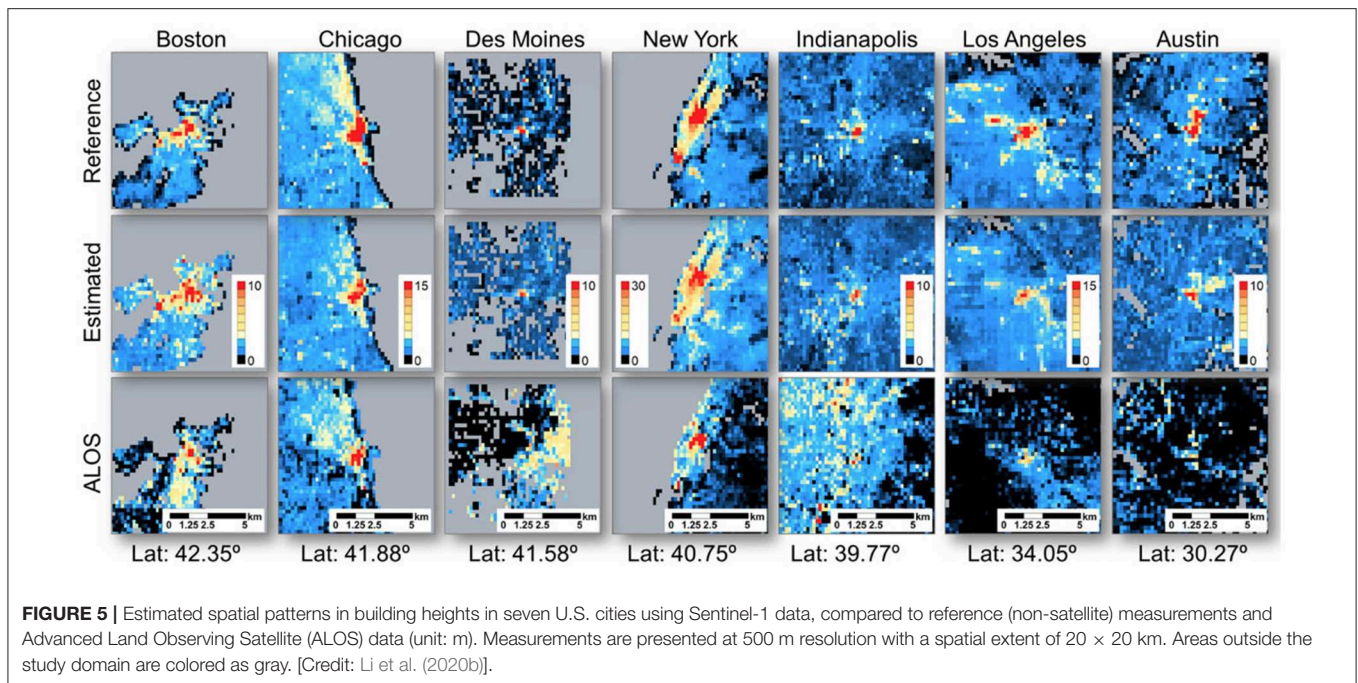 Boston Chicago Des Moines New York Indianapolis Los Angeles Austin
Reference
Estimated
10 15 10 30 10 15 10
0 0 0 0 0 0 0
ALOS
km km km km km km km
0 1.25 2.5 5 0 1.25 2.5 5 0 1.25 2.5 5 0 1.25 2.5 5 0 1.25 2.5 5 0 1.25 2.5 5 0 1.25 2.5 5
Lat: 42.35º Lat: 41.88º Lat: 41.58º Lat: 40.75º Lat: 39.77º Lat: 34.05º Lat: 30.27º
FIGURE 5 | Estimated spatial patterns in building heights in seven U.S. cities using Sentinel-1 data, compared to reference (non-satellite) measurements and
Advanced Land Observing Satellite (ALOS) data (unit: m). Measurements are presented at 500 m resolution with a spatial extent of 20 × 20 km. Areas outside the
study domain are colored as gray. [Credit: Li et al. (2020b)].